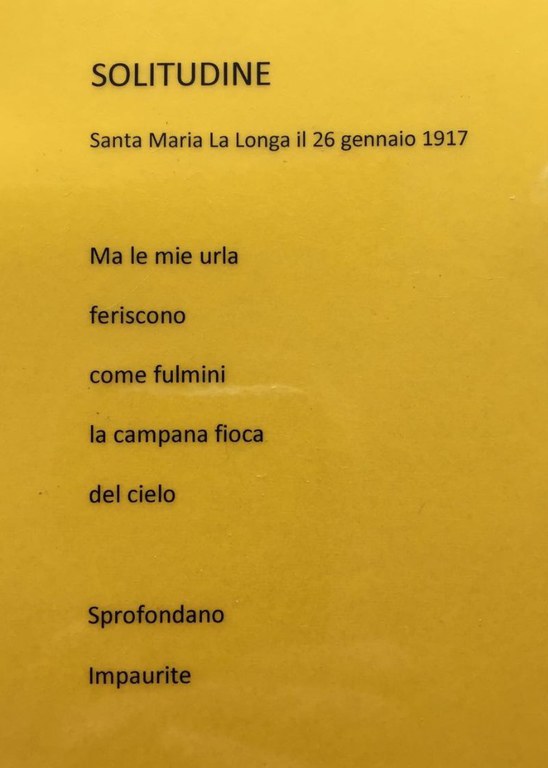 SOLITUDINE
Santa Maria La Longa il 26 gennaio 1917
Ma le mie urla
feriscono
come fulmini
la campana fioca
del cielo
Sprofondano
Impaurite